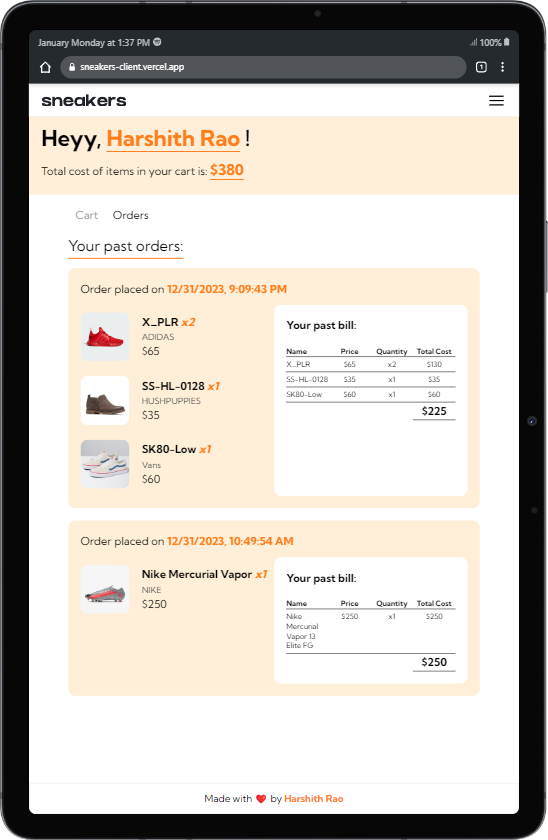 January Monday at 1:37 PM
100%
sneakers-client.vercel.app
1
sneakers
Heyy, Harshith Rao !
Total cost of items in your cart is: $380
Cart Orders
Your past orders:
Order placed on 12/31/2023, 9:09:43 PM
X_PLR x2
ADIDAS
$65
SS-HL-0128 x1
HUSHPUPPIES
$35
SK80-Low x1
Vans
$60
Your past bill:
Name Price Quantity Total Cost
X_PLR $65 x2 $130
SS-HL-0128 $35 x1 $35
SK80-Low $60 x1 $60
$225
Order placed on 12/31/2023, 10:49:54 AM
Nike Mercurial Vapor x1
NIKE
$250
Your past bill:
Name Price Quantity Total Cost
Nike $250 x1 $250
Mercurial
Vapor 13
Elite FG
$250
Made with ❤️ by Harshith Rao